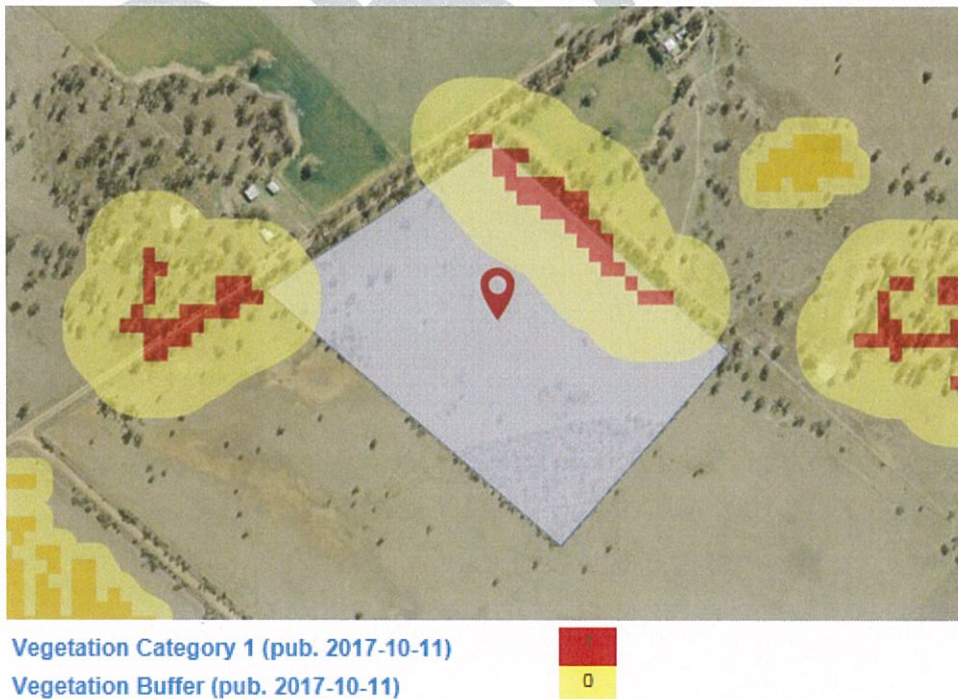 Vegetation Category 1 (pub. 2017-10-11)
Vegetation Buffer (pub. 2017-10-11)
0